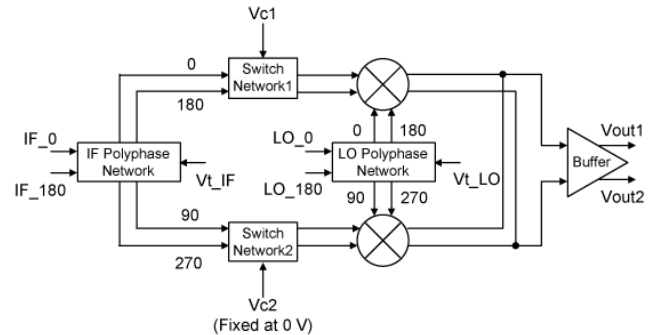 Vc1
0
Switch
Network1
180
IF_0
IF Polyphase
Network
IF_180
Vt_IF
0
180
LO_0
LO Polyphase
Network
LO_180
Vt_LO
90
270
Vout1
Buffer
Vout2
90
Switch
Network2
270
Vc2
(Fixed at 0 V)